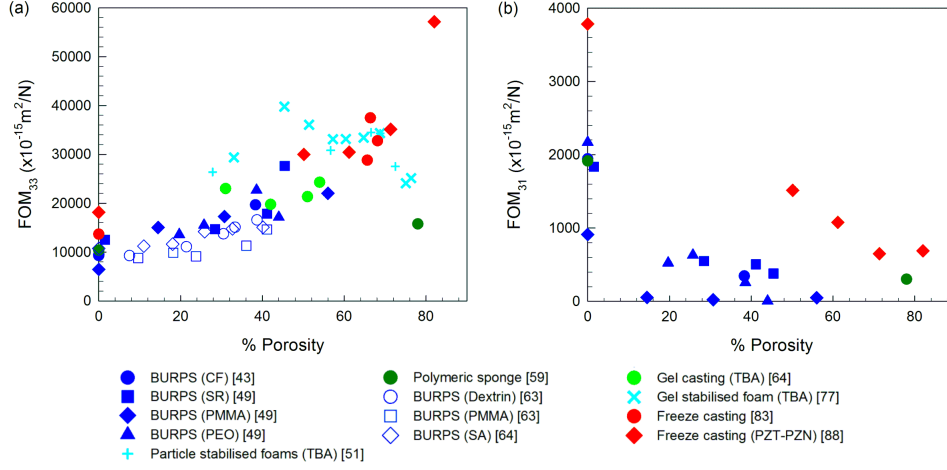 (a)
(b)
FOM33 (x10-15m2/N)
60000
50000
40000
30000
20000
10000
0
0 20 40 60 80
% Porosity
FOM31 (x10-15m2/N)
4000
3000
2000
1000
0
0 20 40 60 80
% Porosity
BURPS (CF) [43]
BURPS (SR) [49]
BURPS (PMMA) [49]
BURPS (PEO) [49]
Particle stabilised foams (TBA) [51]
Polymeric sponge [59]
BURPS (Dextrin) [63]
BURPS (PMMA) [63]
BURPS (SA) [64]
Gel casting (TBA) [64]
Gel stabilised foam (TBA) [77]
Freeze casting [83]
Freeze casting (PZT-PZN) [88]